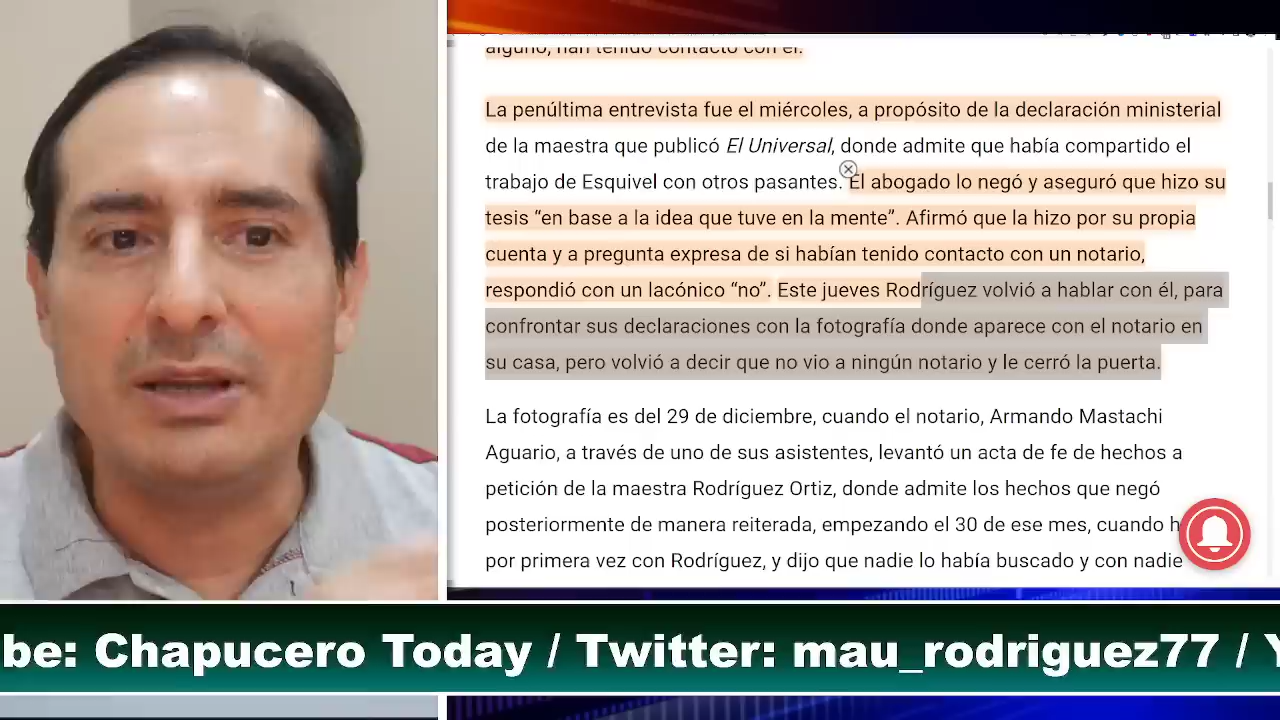 alguno, han tenido contacto con él.
La penúltima entrevista fue el miércoles, a propósito de la declaración ministerial
de la maestra que publicó El Universal, donde admite que había compartido el
trabajo de Esquivel con otros pasantes. El abogado lo negó y aseguró que hizo su
tesis “en base a la idea que tuve en la mente”. Afirmó que la hizo por su propia
cuenta y a pregunta expresa de si habían tenido contacto con un notario,
respondió con un lacónico “no”. Este jueves Rodríguez volvió a hablar con él, para
confrontar sus declaraciones con la fotografía donde aparece con el notario en
su casa, pero volvió a decir que no vio a ningún notario y le cerró la puerta.
La fotografía es del 29 de diciembre, cuando el notario, Armando Mastachi
Aguario, a través de uno de sus asistentes, levantó un acta de fe de hechos a
petición de la maestra Rodríguez Ortiz, donde admite los hechos que negó
posteriormente de manera reiterada, empezando el 30 de ese mes, cuando h
por primera vez con Rodríguez, y dijo que nadie lo había buscado y con nadie
be: Chapucero Today / Twitter: mau_rodriguez77 / Y